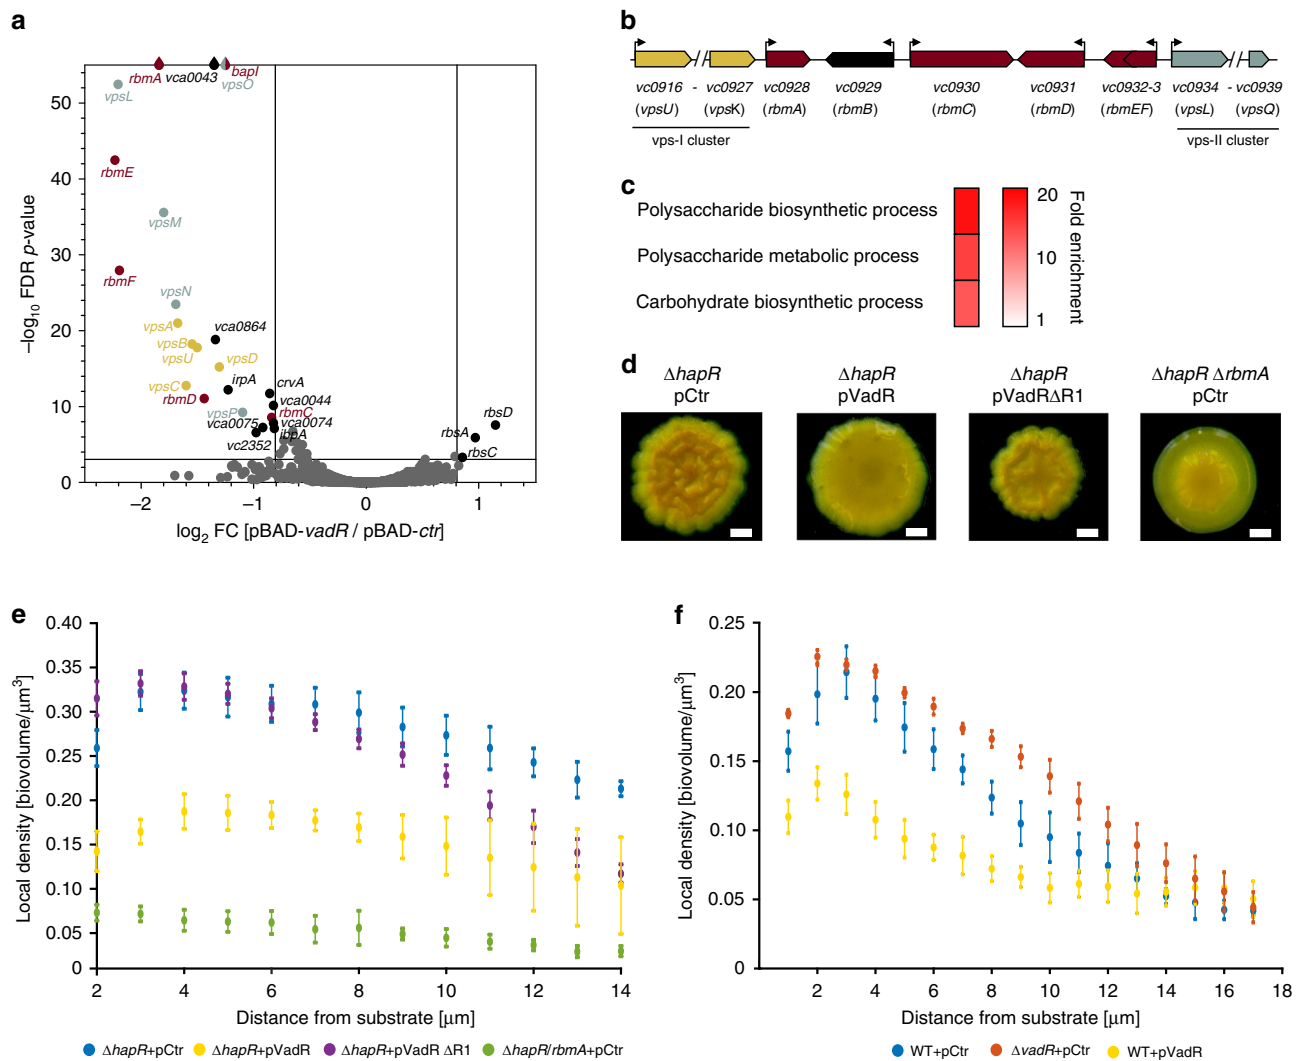 a
−log10 FDR p-value
50
40
30
20
10
0
−2
−1
0
1
log2 FC [pBAD-vadR / pBAD-ctr]
rbmA
vca0043
bapI
vpsL
vpsO
rbmE
vpsM
rbmF
vpsN
vpsA
vca0864
vpsB
vpsU
vpsD
vpsC
irpA
crvA
rbmD
vca0044
vpsP
rbmC
vca0075
vca0074
vc2352
ibpA
rbsD
rbsA
rbsC
b
vc0916 - vc0927 vc0928 vc0929 vc0930 vc0931 vc0932-3 vc0934 - vc0939
(vpsU) (vpsK) (rbmA) (rbmB) (rbmC) (rbmD) (rbmEF) (vpsL) (vpsQ)
vps-I cluster
vps-II cluster
c
Polysaccharide biosynthetic process
Polysaccharide metabolic process
Carbohydrate biosynthetic process
20
10
1
Fold enrichment
d
ΔhapR
pCtr
ΔhapR
pVadR
ΔhapR
pVadRΔR1
ΔhapR ΔrbmA
pCtr
e
Local density [biovolume/μm³]
0.40
0.35
0.30
0.25
0.20
0.15
0.10
0.05
0
2 4 6 8 10 12 14
Distance from substrate [μm]
ΔhapR+pCtr
ΔhapR+pVadR
ΔhapR+pVadR ΔR1
ΔhapR/rbmA+pCtr
f
Local density [biovolume/μm³]
0.25
0.20
0.15
0.10
0.05
0
2 4 6 8 10 12 14 16 18
Distance from substrate [μm]
WT+pCtr
ΔvadR+pCtr
WT+pVadR